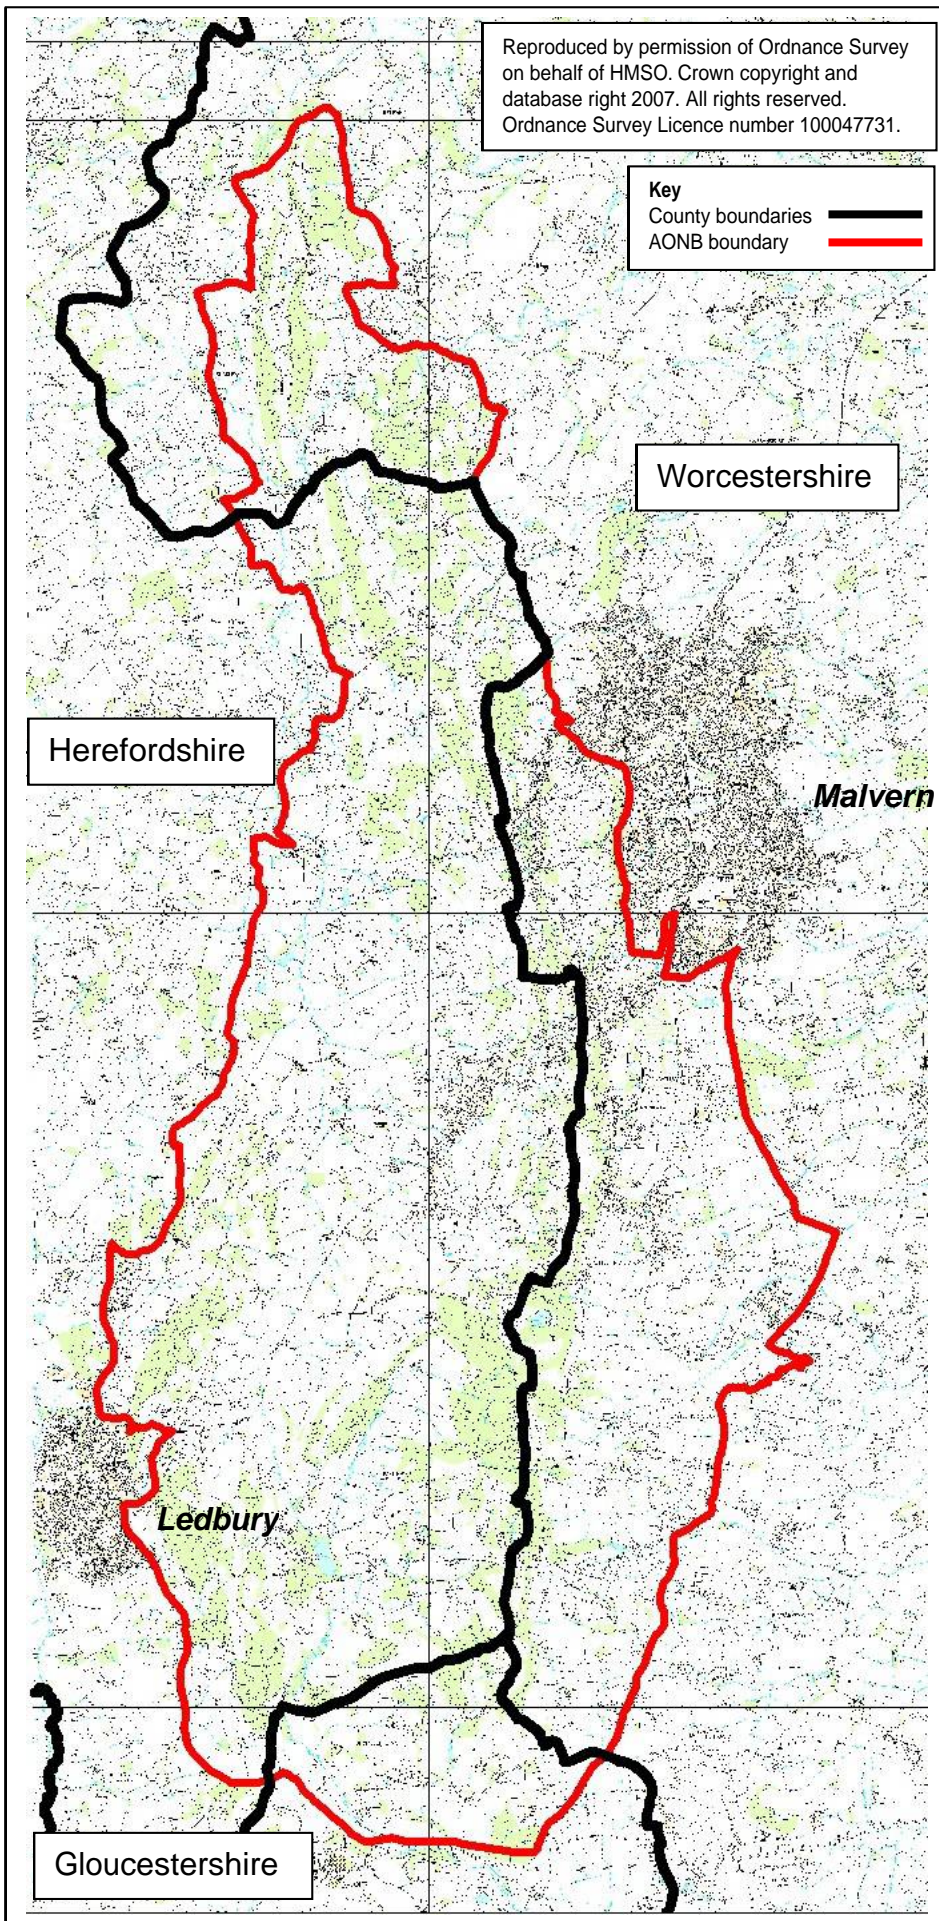 Reproduced by permission of Ordnance Survey
on behalf of HMSO. Crown copyright and
database right 2007. All rights reserved.
Ordnance Survey Licence number 100047731.
Key
County boundaries
AONB boundary
Worcestershire
Herefordshire
Malvern
Ledbury
Gloucestershire